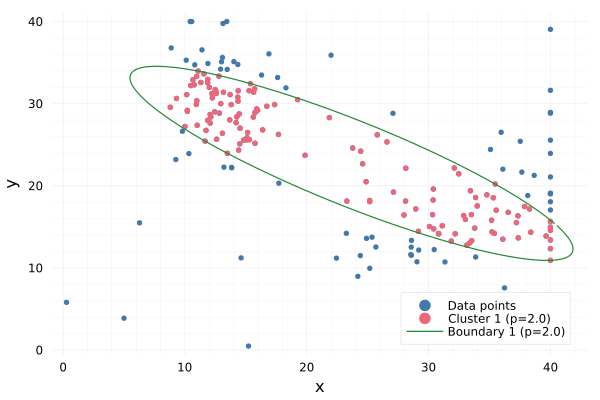 40
30
20
10
0
y
Data points
Cluster 1 (p=2.0)
Boundary 1 (p=2.0)
0 10 20 30 40
x